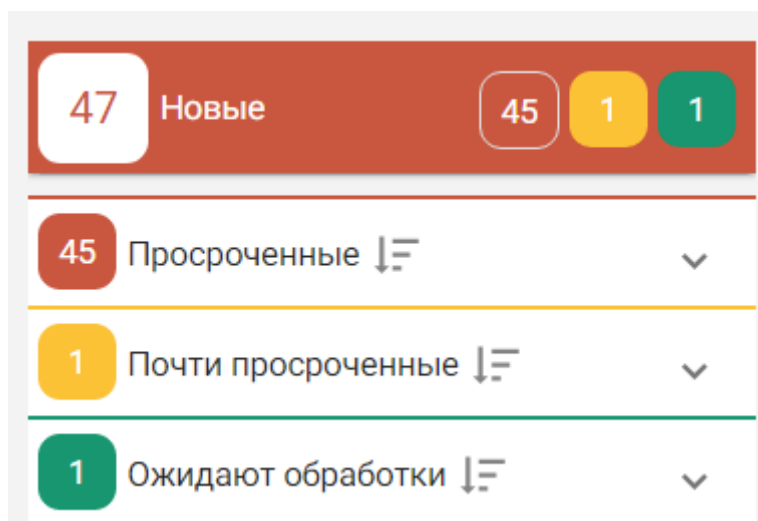 47 Новые 45 1 1
45 Просроченные
1 Почти просроченные
1 Ожидают обработки